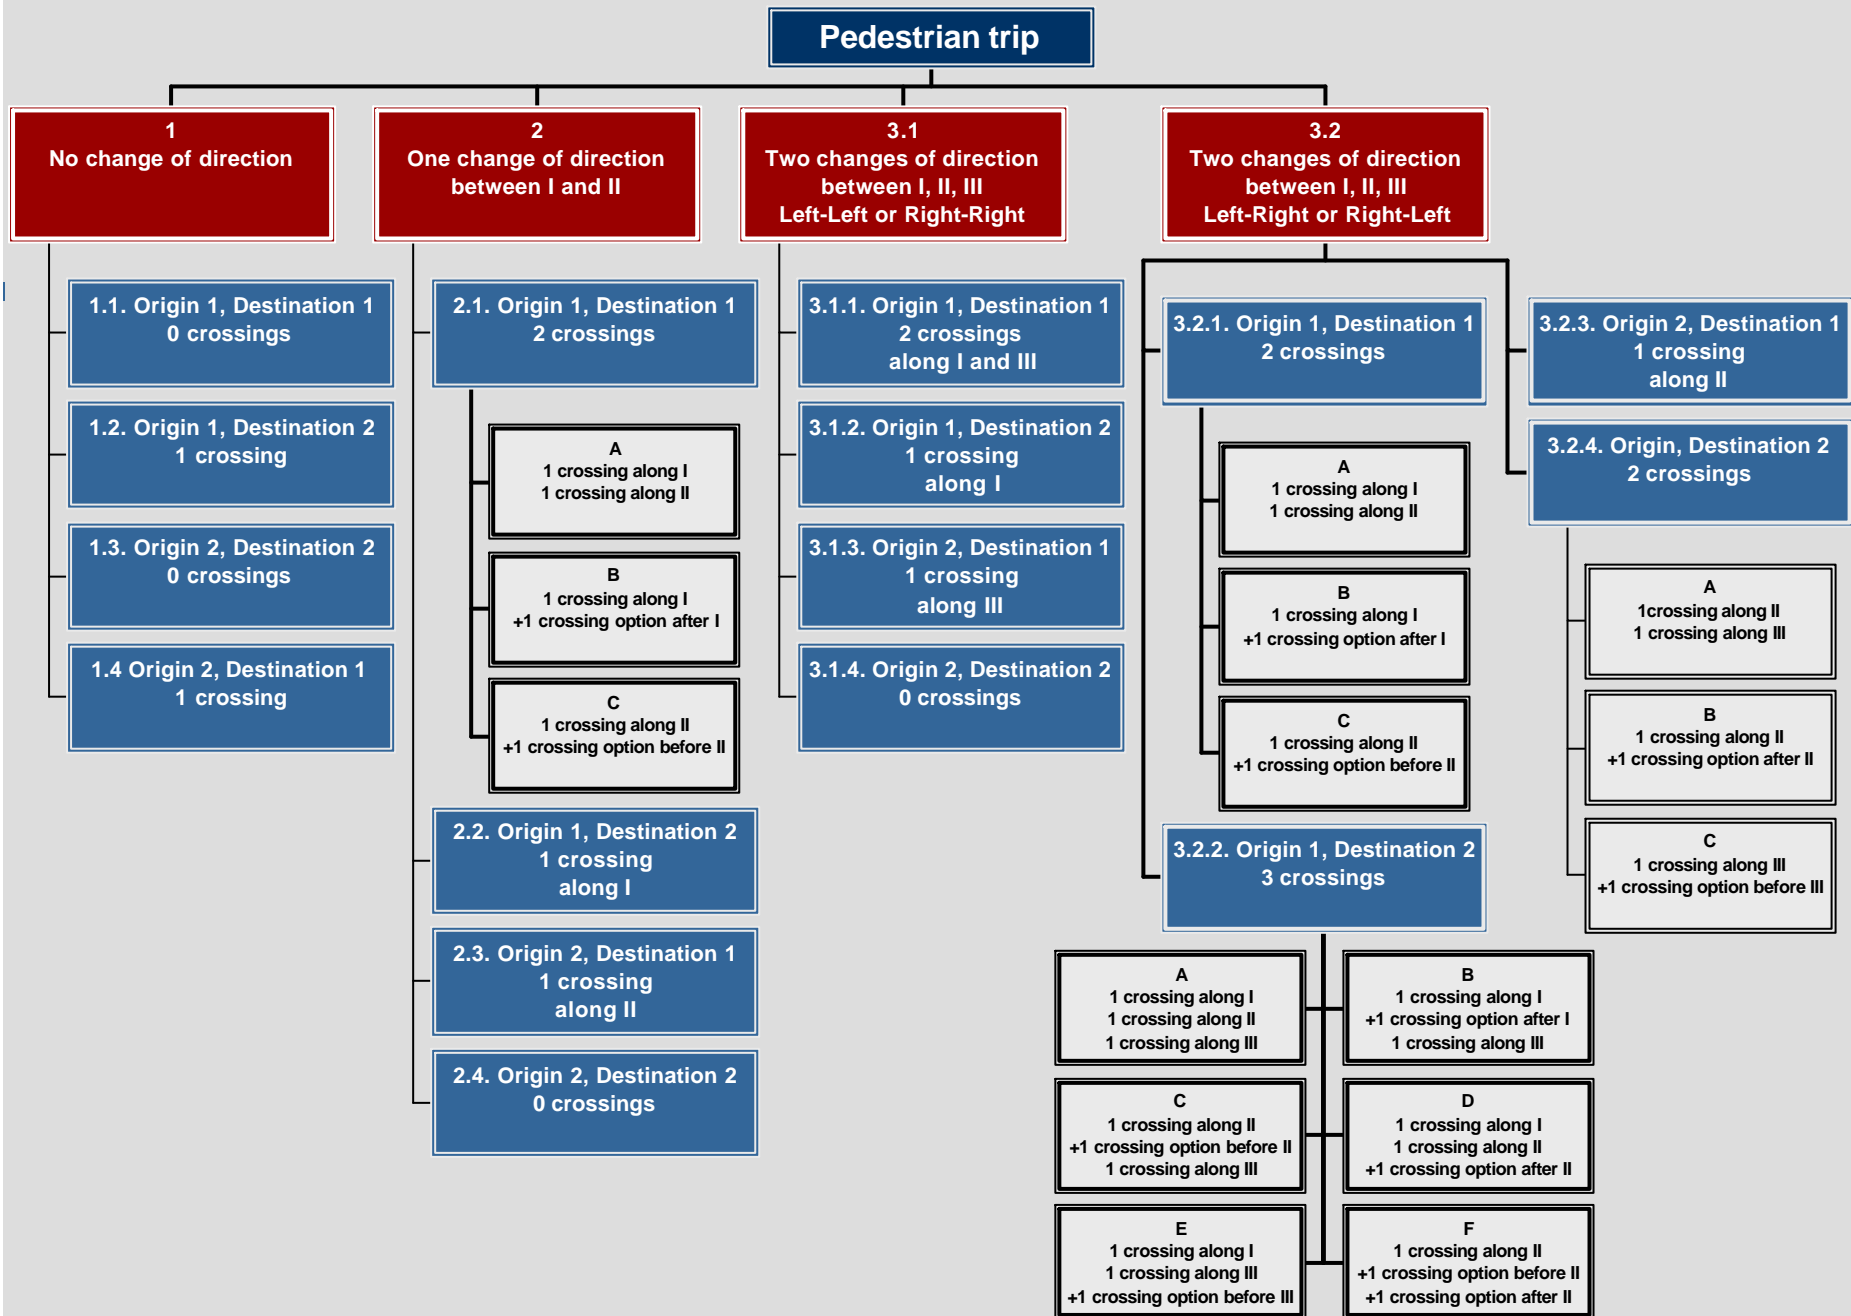 Pedestrian trip
1
No change of direction
2
One change of direction
between I and II
3.1
Two changes of direction
between I, II, III
Left-Left or Right-Right
3.2
Two changes of direction
between I, II, III
Left-Right or Right-Left
1.1. Origin 1, Destination 1
0 crossings
1.2. Origin 1, Destination 2
1 crossing
1.3. Origin 2, Destination 2
0 crossings
1.4 Origin 2, Destination 1
1 crossing
2.1. Origin 1, Destination 1
2 crossings
A
1 crossing along I
1 crossing along II
B
1 crossing along I
+1 crossing option after I
C
1 crossing along II
+1 crossing option before II
2.2. Origin 1, Destination 2
1 crossing
along I
2.3. Origin 2, Destination 1
1 crossing
along II
2.4. Origin 2, Destination 2
0 crossings
3.1.1. Origin 1, Destination 1
2 crossings
along I and III
3.1.2. Origin 1, Destination 2
1 crossing
along I
3.1.3. Origin 2, Destination 1
1 crossing
along III
3.1.4. Origin 2, Destination 2
0 crossings
3.2.1. Origin 1, Destination 1
2 crossings
A
1 crossing along I
1 crossing along II
B
1 crossing along I
+1 crossing option after I
C
1 crossing along II
+1 crossing option before II
3.2.2. Origin 1, Destination 2
3 crossings
A
1 crossing along I
1 crossing along II
1 crossing along III
B
1 crossing along I
+1 crossing option after I
1 crossing along III
C
1 crossing along II
+1 crossing option before II
1 crossing along III
D
1 crossing along I
1 crossing along II
+1 crossing option after II
E
1 crossing along I
1 crossing along III
+1 crossing option before III
F
1 crossing along II
+1 crossing option before II
+1 crossing option after II
3.2.3. Origin 2, Destination 1
1 crossing
along II
3.2.4. Origin, Destination 2
2 crossings
A
1crossing along II
1 crossing along III
B
1 crossing along II
+1 crossing option after II
C
1 crossing along III
+1 crossing option before III